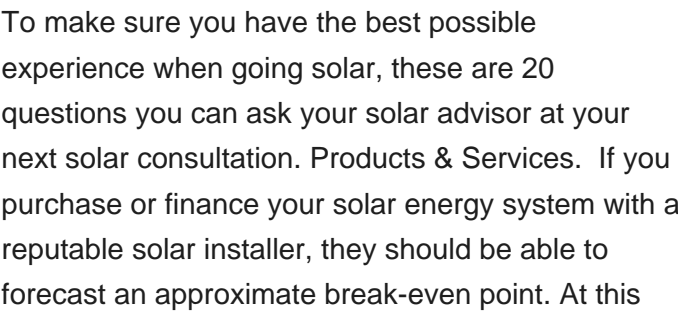 To make sure you have the best possible
experience when going solar, these are 20
questions you can ask your solar advisor at your
next solar consultation. Products & Services.  If you
purchase or finance your solar energy system with a
reputable solar installer, they should be able to
forecast an approximate break-even point. At this